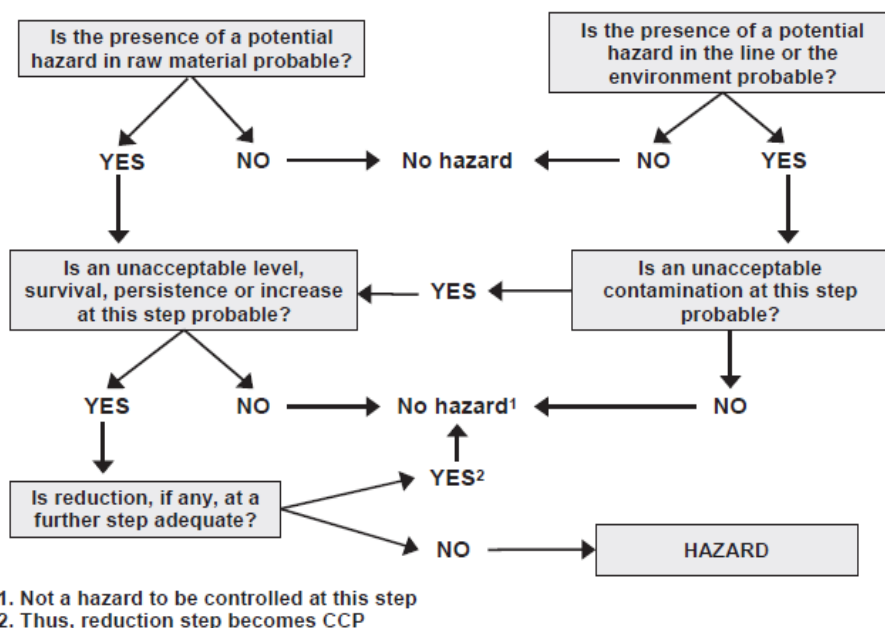 Is the presence of a potential
hazard in raw material probable?
Is the presence of a potential
hazard in the line or the
environment probable?
YES
NO
No hazard
NO
YES
Is an unacceptable level,
survival, persistence or increase
at this step probable?
YES
Is an unacceptable
contamination at this step
probable?
YES
NO
No hazard¹
NO
Is reduction, if any, at a
further step adequate?
YES²
NO
HAZARD
1. Not a hazard to be controlled at this step
2. Thus, reduction step becomes CCP